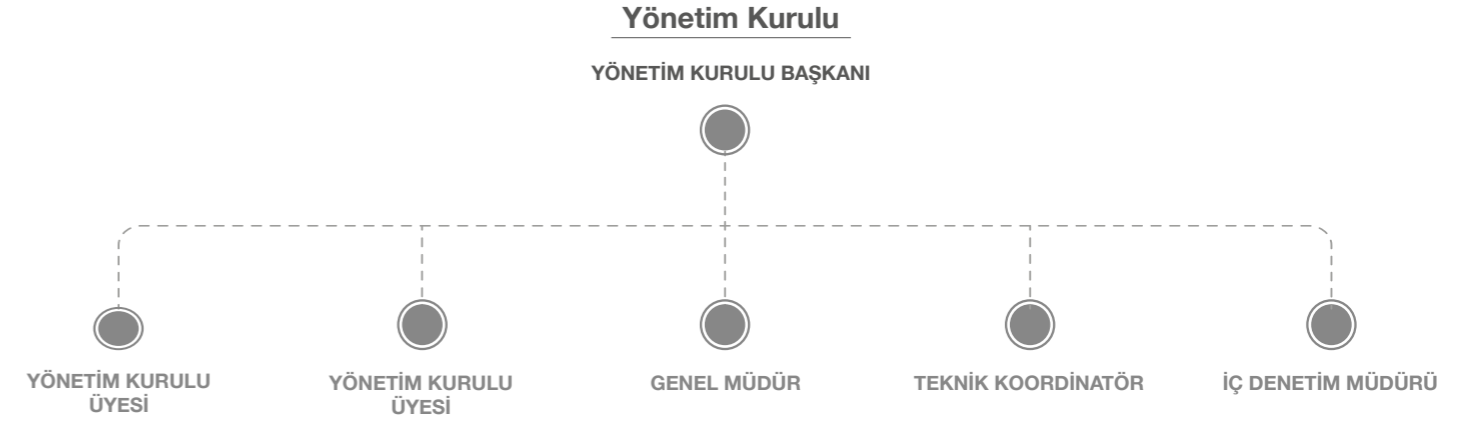 Yönetim Kurulu
YÖNETİM KURULU BAŞKANI
YÖNETİM KURULU
ÜYESİ
YÖNETİM KURULU
ÜYESİ
GENEL MÜDÜR
TEKNİK KOORDİNATÖR
İÇ DENETİM MÜDÜRÜ